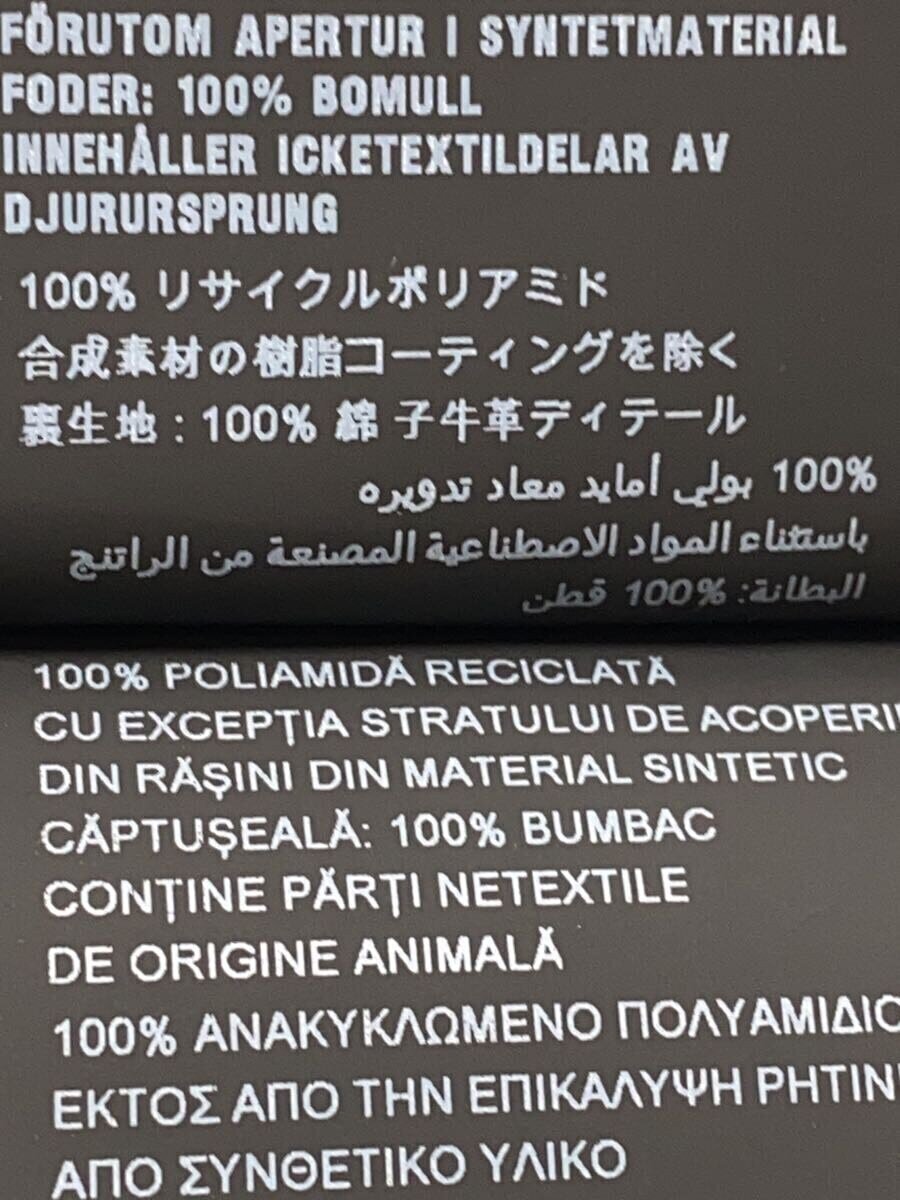 FÖRUTOM APERTUR I SYNTETMATERIAL
FODER: 100% BOMULL
INNEHÅLLER ICKETEXTILDELAR AV
DJURURSPRUNG
100% リサイクルポリアミド
合成素材の樹脂コーティングを除く
裏生地 : 100% 綿 子牛革ディテール
100% بولي أمايد معاد تدويره
باستثناء المواد الاصطناعية المصنعة من الراتنج
البطانة: 100% قطن
100% POLIAMIDĂ RECICLATĂ
CU EXCEPȚIA STRATULUI DE ACOPERI
DIN RĂȘINI DIN MATERIAL SINTETIC
CĂPTUȘEALĂ: 100% BUMBAC
CONȚINE PĂRȚI NETEXTILE
DE ORIGINE ANIMALĂ
100% ΑΝΑΚΥΚΛΩΜΕΝΟ ΠΟΛΥΑΜΙΔΙΟ
ΕΚΤΟΣ ΑΠΟ ΤΗΝ ΕΠΙΚΑΛΥΨΗ ΡΗΤΙΝ
ΑΠΟ ΣΥΝΘΕΤΙΚΟ ΥΛΙΚΟ